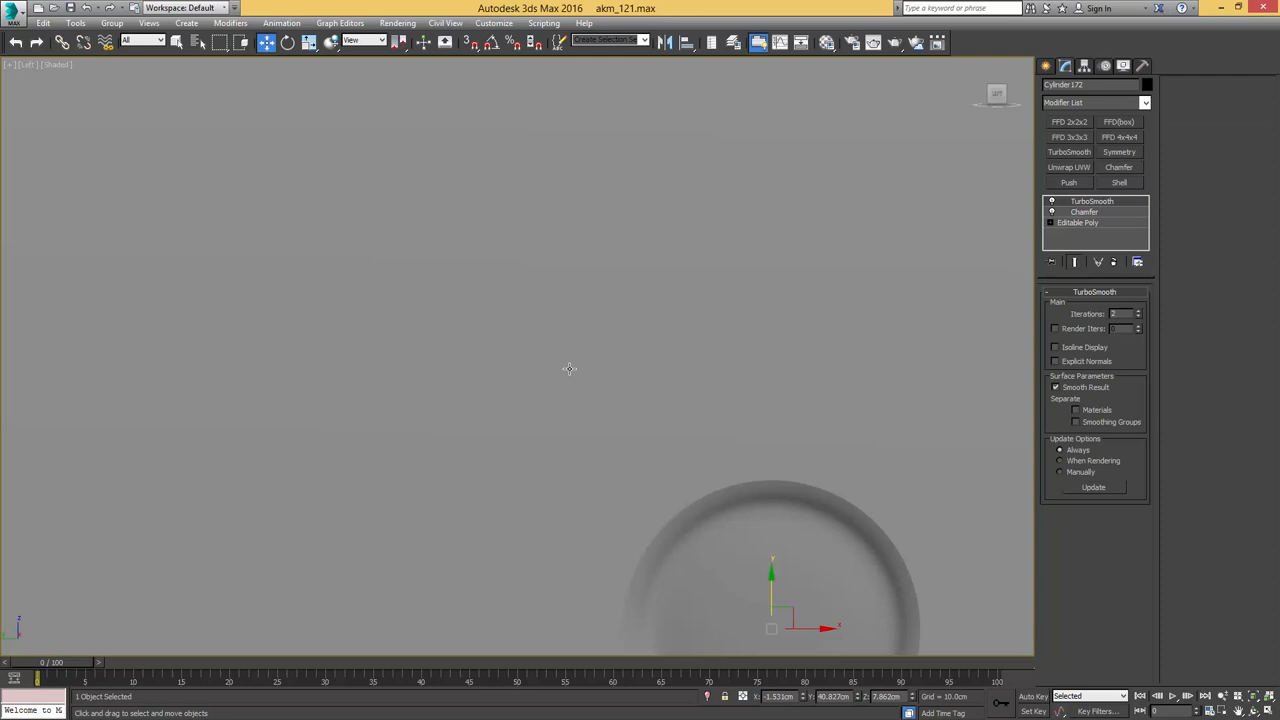 Workspace: Default
Autodesk 3ds Max 2016 akm_121.max
Type a keyword or phrase
Sign In
MAX
Edit Tools Group Views Create Modifiers Animation Graph Editors Rendering Civil View Customize Scripting Help
All
View
Create Selection Se
[+] [Left] [Shaded]
LEFT
Cylinder172
Modifier List
FFD 2x2x2 FFD(box)
FFD 3x3x3 FFD 4x4x4
TurboSmooth Symmetry
Unwrap UVW Chamfer
Push Shell
TurboSmooth
Chamfer
Editable Poly
- TurboSmooth
Main
Iterations: 2
Render Iters: 0
Isoline Display
Explicit Normals
Surface Parameters
Smooth Result
Separate
Materials
Smoothing Groups
Update Options
Always
When Rendering
Manually
Update
y
x
z
y
x
< 0 / 100 >
0 5 10 15 20 25 30 35 40 45 50 55 60 65 70 75 80 85 90 95 100
1 Object Selected
X: -1.531cm Y: 40.827cm Z: 7.862cm Grid = 10.0cm
Auto Key Selected
Welcome to M
Click and drag to select and move objects
Add Time Tag
Set Key Key Filters... 0